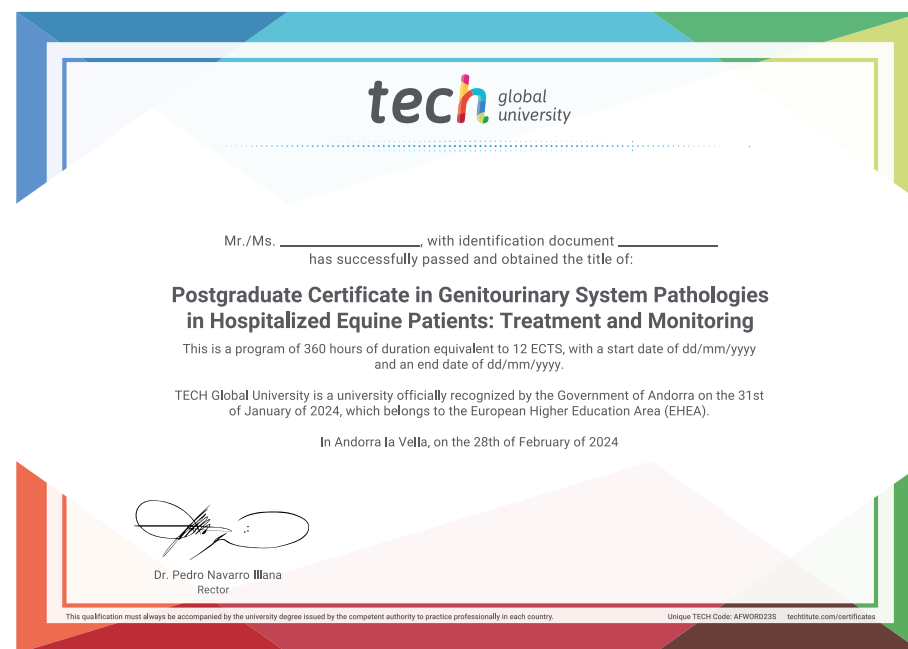 tech global university
Mr./Ms. ____________, with identification document ____________
has successfully passed and obtained the title of:
Postgraduate Certificate in Genitourinary System Pathologies
in Hospitalized Equine Patients: Treatment and Monitoring
This is a program of 360 hours of duration equivalent to 12 ECTS, with a start date of dd/mm/yyyy
and an end date of dd/mm/yyyy.
TECH Global University is a university officially recognized by the Government of Andorra on the 31st
of January of 2024, which belongs to the European Higher Education Area (EHEA).
In Andorra la Vella, on the 28th of February of 2024
Dr. Pedro Navarro Illana
Rector
This qualification must always be accompanied by the university degree issued by the competent authority to practice professionally in each country.
Unique TECH Code: AFWORD23S techtitute.com/certificates